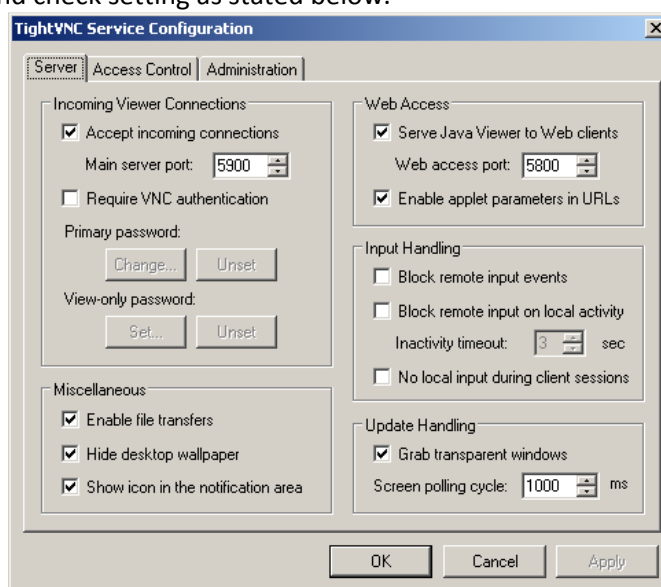 nd check setting as stated below.
TightVNC Service Configuration
Server Access Control Administration
Incoming Viewer Connections
Accept incoming connections
Main server port: 5900
Require VNC authentication
Primary password:
Change... Unset
View-only password:
Set... Unset
Miscellaneous
Enable file transfers
Hide desktop wallpaper
Show icon in the notification area
Web Access
Serve Java Viewer to Web clients
Web access port: 5800
Enable applet parameters in URLs
Input Handling
Block remote input events
Block remote input on local activity
Inactivity timeout: 3 sec
No local input during client sessions
Update Handling
Grab transparent windows
Screen polling cycle: 1000 ms
OK Cancel Apply